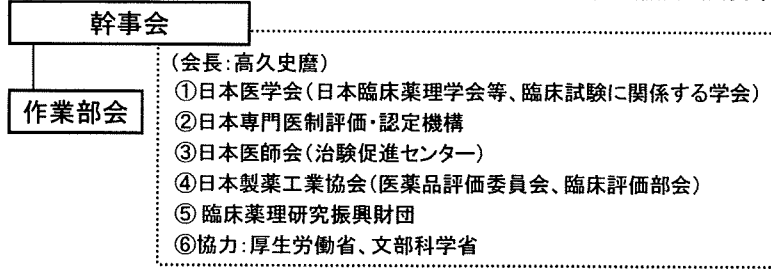 幹事会
作業部会
(会長:高久史麿)
①日本医学会(日本臨床薬理学会等、臨床試験に関係する学会)
②日本専門医制評価・認定機構
③日本医師会(治験促進センター)
④日本製薬工業協会(医薬品評価委員会、臨床評価部会)
⑤ 臨床薬理研究振興財団
⑥協力:厚生労働省、文部科学省